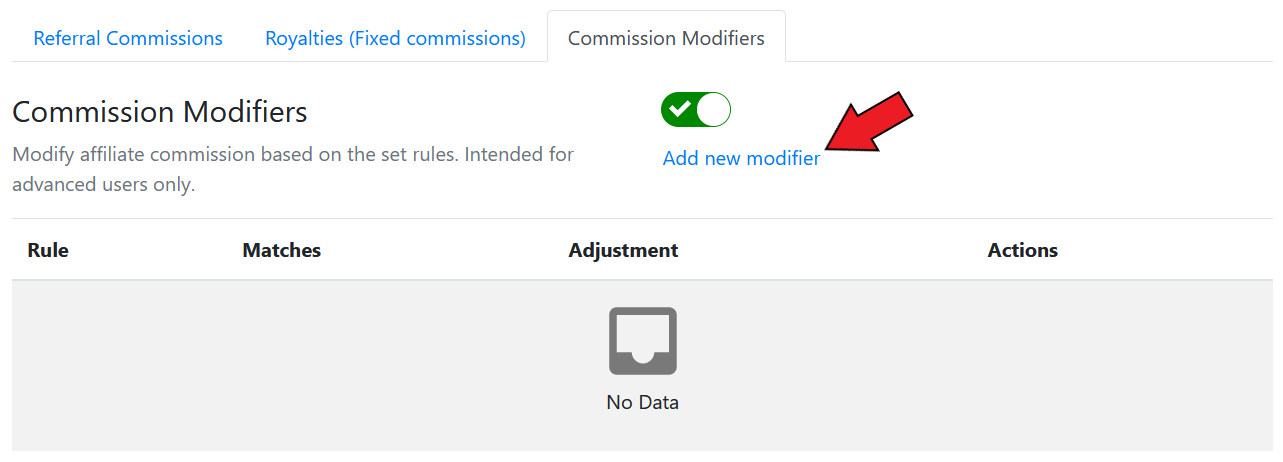 Referral Commissions Royalties (Fixed commissions) Commission Modifiers
Commission Modifiers
Modify affiliate commission based on the set rules. Intended for
advanced users only.
Add new modifier
Rule Matches Adjustment Actions
No Data